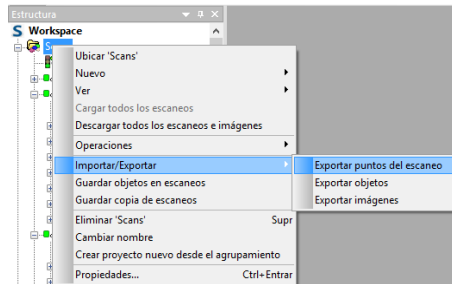 Estructura
Workspace
Ubicar 'Scans'
Nuevo
Ver
Cargar todos los escaneos
Descargar todos los escaneos e imágenes
Operaciones
Importar/Exportar
Exportar puntos del escaneo
Guardar objetos en escaneos
Exportar objetos
Guardar copia de escaneos
Exportar imágenes
Eliminar 'Scans' Supr
Cambiar nombre
Crear proyecto nuevo desde el agrupamiento
Propiedades... Ctrl+Entrar